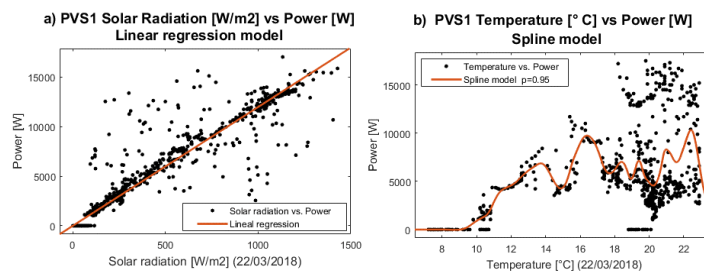 a) PVS1 Solar Radiation [W/m2] vs Power [W]
Linear regression model
15000
10000
5000
0
Power [W]
Solar radiation vs. Power
Linear regression
0
500
1000
1500
Solar radiation [W/m2] (22/03/2018)
b) PVS1 Temperature [° C] vs Power [W]
Spline model
Temperature vs. Power
Spline model p=0.95
15000
10000
5000
0
Power [W]
8
10
12
14
16
18
20
22
Temperature [°C] (22/03/2018)